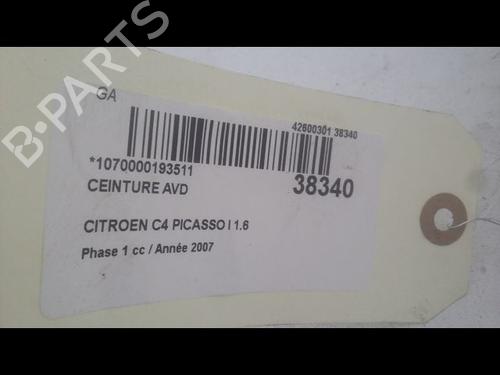 B-PARTS
GA
42600301 38340
*1070000193511
CEINTURE AVD
38340
CITROEN C4 PICASSO I 1.6
Phase 1 cc / Année 2007